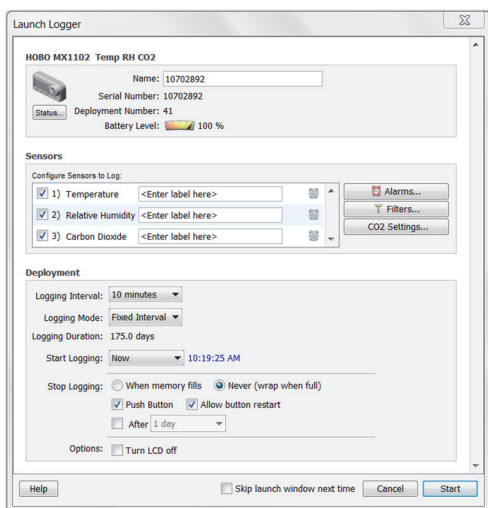 Launch Logger
HOBO MX1102 Temp RH CO2
Name: 10702892
Serial Number: 10702892
Status... Deployment Number: 41
Battery Level: 100 %
Sensors
Configure Sensors to Log:
1) Temperature <Enter label here>
Alarms...
2) Relative Humidity <Enter label here>
Filters...
3) Carbon Dioxide <Enter label here>
CO2 Settings...
Deployment
Logging Interval: 10 minutes
Logging Mode: Fixed Interval
Logging Duration: 175.0 days
Start Logging: Now 10:19:25 AM
Stop Logging: When memory fills Never (wrap when full)
Push Button Allow button restart
After 1 day
Options: Turn LCD off
Help Skip launch window next time Cancel Start